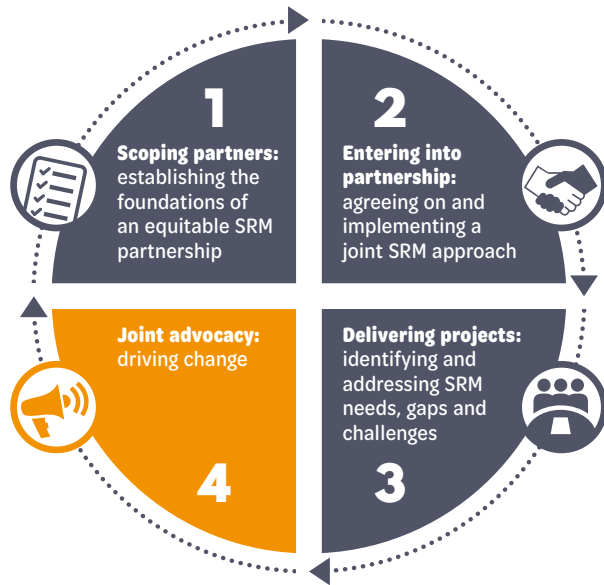 1
Scoping partners:
establishing the
foundations of
an equitable SRM
partnership
2
Entering into
partnership:
agreeing on and
implementing a
joint SRM approach
Delivering projects:
identifying and
addressing SRM
needs, gaps and
challenges
3
Joint advocacy:
driving change
4